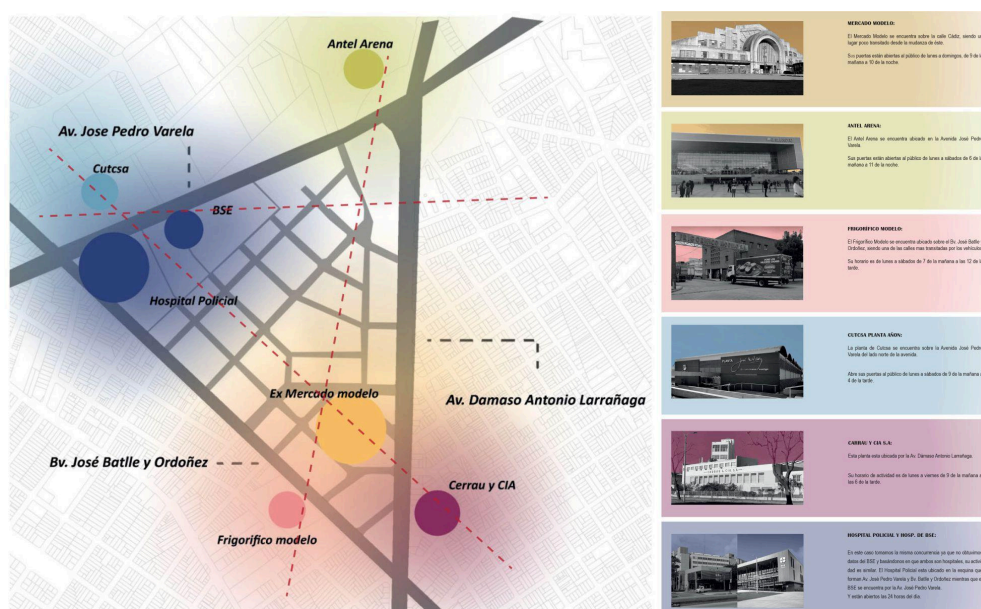 Antel Arena
Av. Jose Pedro Varela
Cutcsa
BSE
Hospital Policial
Ex Mercado modelo
Av. Damaso Antonio Larrañaga
Bv. José Batlle y Ordoñez
Cerrau y CIA
Frigorifico modelo
MERCADO MODELO:
El Mercado Modelo se encuentra sobre la calle Cádiz, siendo un
lugar poco transitado desde la mudanza de éste.
Sus puertas están abiertas al público de lunes a domingos, de 9 de
mañana a 10 de la noche.
ANTEL ARENA:
El Antel Arena se encuentra ubicado en la Avenida José Pedro
Varela.
Sus puertas están abiertas al público de lunes a sábados de 6 de
mañana a 11 de la noche.
FRIGORÍFICO MODELO:
El Frigorífico Modelo se encuentra ubicado sobre el Bv. José Batlle
Ordoñez, siendo una de las calles mas transitadas por los vehículos.
Su horario es de lunes a sábados de 7 de la mañana a las 12 de
tarde.
CUTCSA PLANTA AÑON:
La planta de Cutcsa se encuentra sobre la Avenida José Pedro
Varela del lado norte de la avenida.
Abre sus puertas al público de lunes a sábados de 9 de la mañana a
4 de la tarde.
CARRAU Y CIA S.A:
Esta planta esta ubicada por la Av. Dámaso Antonio Larrañaga.
Su horario de actividad es de lunes a viernes de 9 de la mañana a
las 6 de la tarde.
HOSPITAL POLICIAL Y HOSP. DE BSE:
En este caso tomamos la misma concurrencia ya que no obtuvimos
datos del BSE y basándonos en que ambos son hospitales, su activi-
dad es similar. El Hospital Policial esta ubicado en la esquina que
forman Av. José Pedro Varela y Bv. Batlle y Ordoñez mientras que
BSE se encuentra por la Av. José Pedro Varela.
Y están abiertos las 24 horas del día.